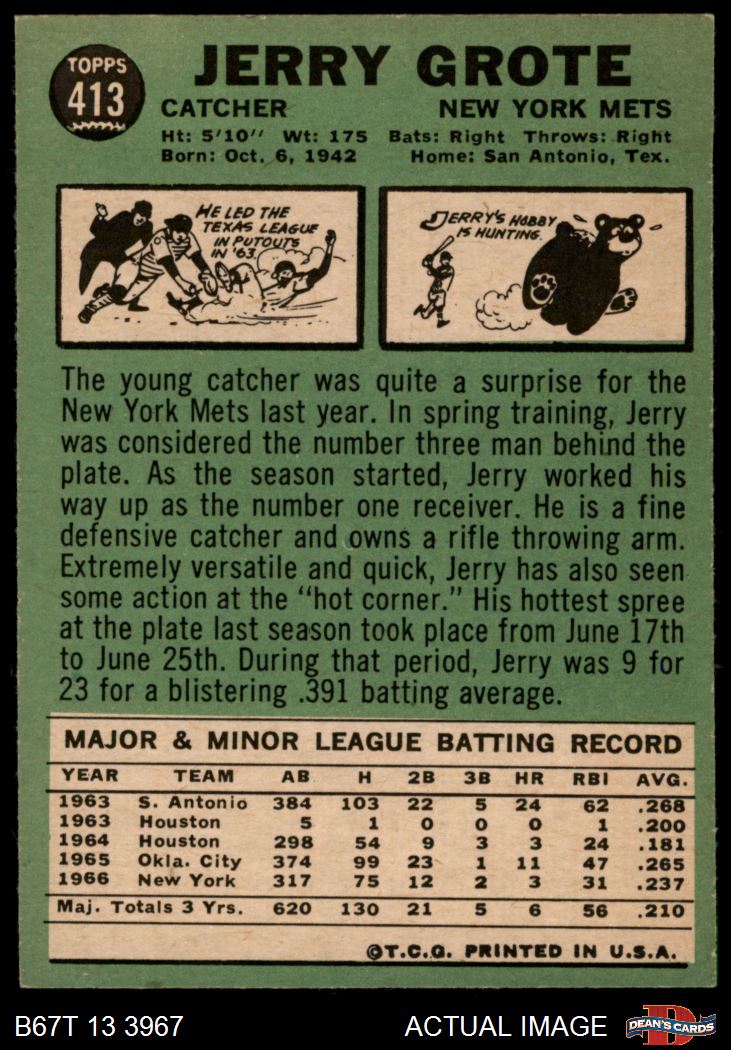 TOPPS
413
JERRY GROTE
CATCHER NEW YORK METS
Ht: 5'10" Wt: 175 Bats: Right Throws: Right
Born: Oct. 6, 1942 Home: San Antonio, Tex.
HE LED THE
TEXAS LEAGUE
IN PUTOUTS
IN '63.
JERRY'S HOBBY
IS HUNTING.
The young catcher was quite a surprise for the
New York Mets last year. In spring training, Jerry
was considered the number three man behind the
plate. As the season started, Jerry worked his
way up as the number one receiver. He is a fine
defensive catcher and owns a rifle throwing arm.
Extremely versatile and quick, Jerry has also seen
some action at the "hot corner." His hottest spree
at the plate last season took place from June 17th
to June 25th. During that period, Jerry was 9 for
23 for a blistering .391 batting average.
MAJOR & MINOR LEAGUE BATTING RECORD
YEAR TEAM AB H 2B 3B HR RBI AVG.
1963 S. Antonio 384 103 22 5 24 62 .268
1963 Houston 5 1 0 0 0 1 .200
1964 Houston 298 54 9 3 3 24 .181
1965 Okla. City 374 99 23 1 11 47 .265
1966 New York 317 75 12 2 3 31 .237
Maj. Totals 3 Yrs. 620 130 21 5 6 56 .210
©T.C.G. PRINTED IN U.S.A.
B67T 13 3967 ACTUAL IMAGE
D
DEAN'S CARDS